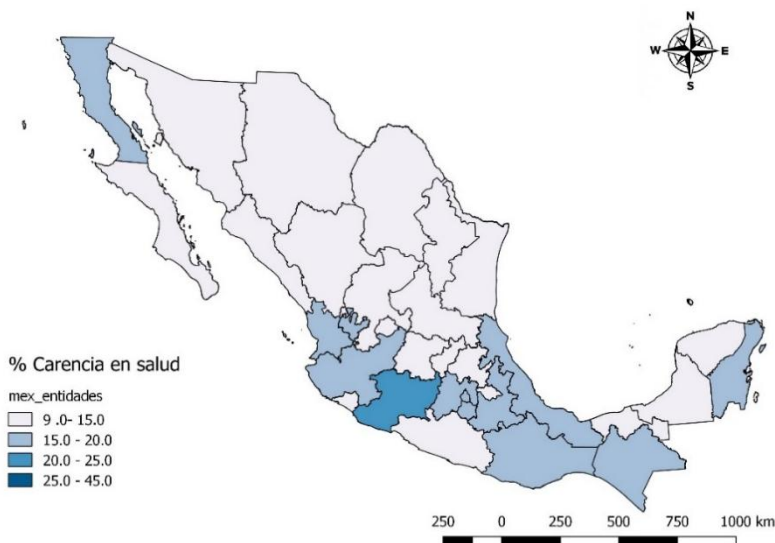 N
W E
S
% Carencia en salud
mex_entidades
9 .0- 15.0
15.0 - 20.0
20.0 - 25.0
25.0 - 45.0
250 0 250 500 750 1000 km